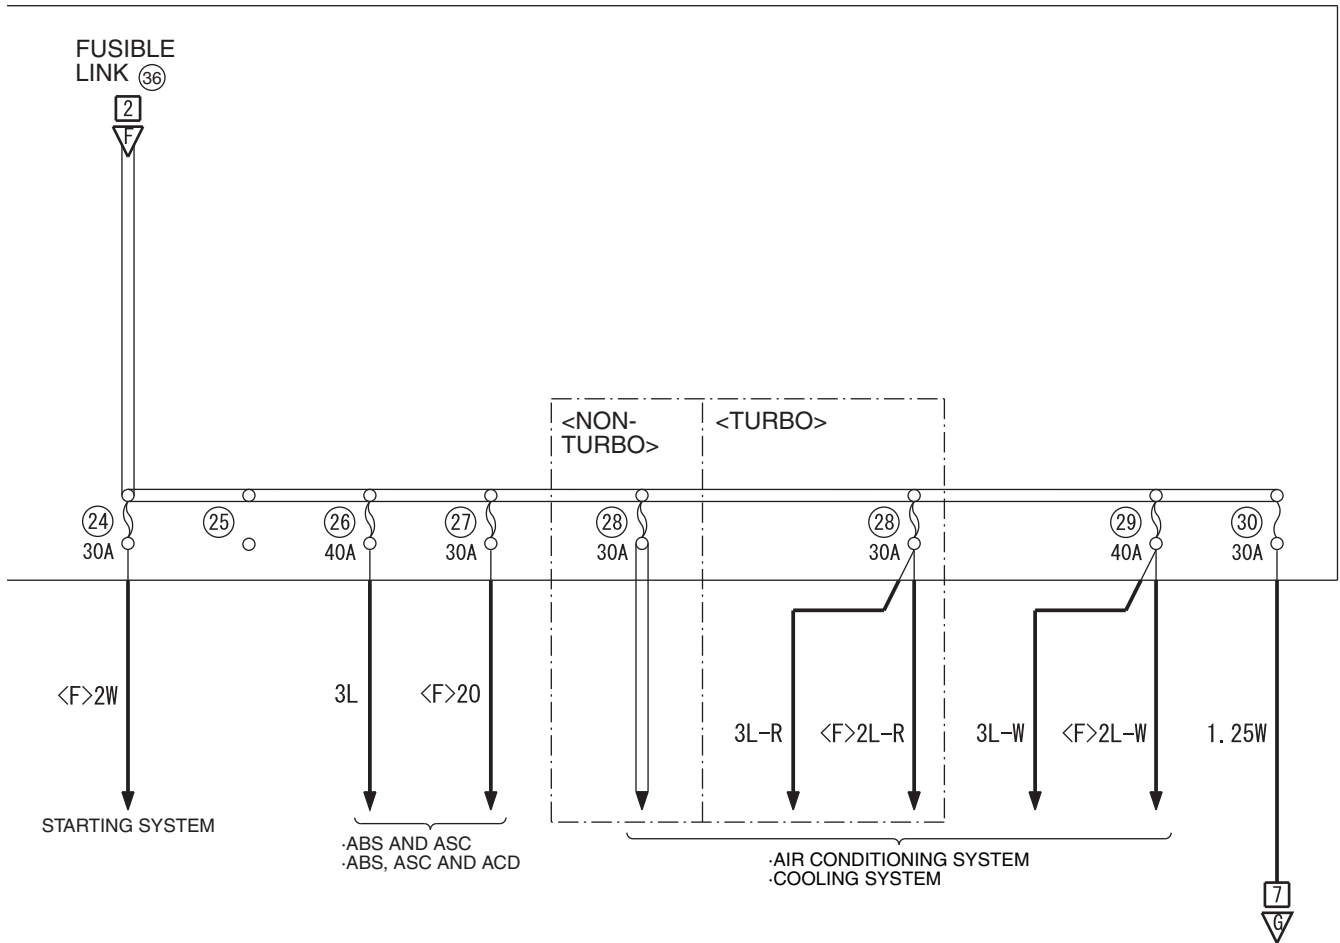 FUSIBLE
LINK 36
2
F
<NON-
TURBO>
<TURBO>
24
30A
25
26
40A
27
30A
28
30A
28
30A
29
40A
30
30A
<F>2W
3L
<F>2O
3L-R
<F>2L-R
3L-W
<F>2L-W
1.25W
STARTING SYSTEM
·ABS AND ASC
·ABS, ASC AND ACD
·AIR CONDITIONING SYSTEM
·COOLING SYSTEM
7
G